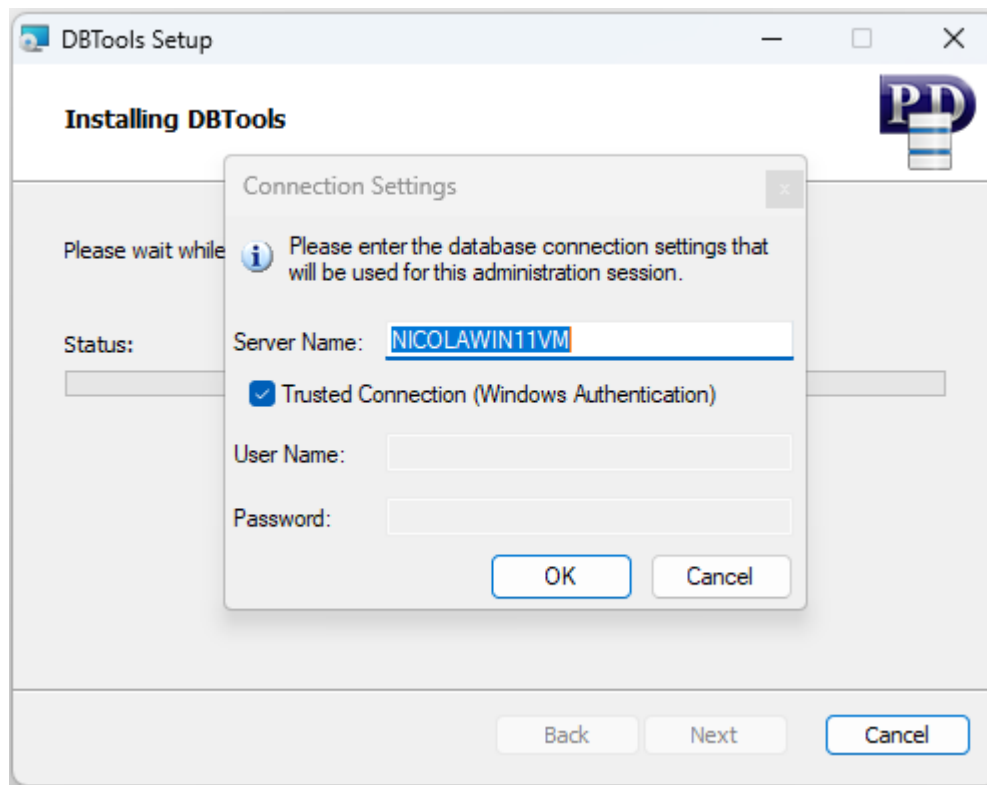 DBTools Setup
Installing DBTools
PD
Connection Settings
x
Please wait while
i
Please enter the database connection settings that
will be used for this administration session.
Status:
Server Name: NICOLAWIN11VM
Trusted Connection (Windows Authentication)
User Name:
Password:
OK Cancel
Back Next Cancel